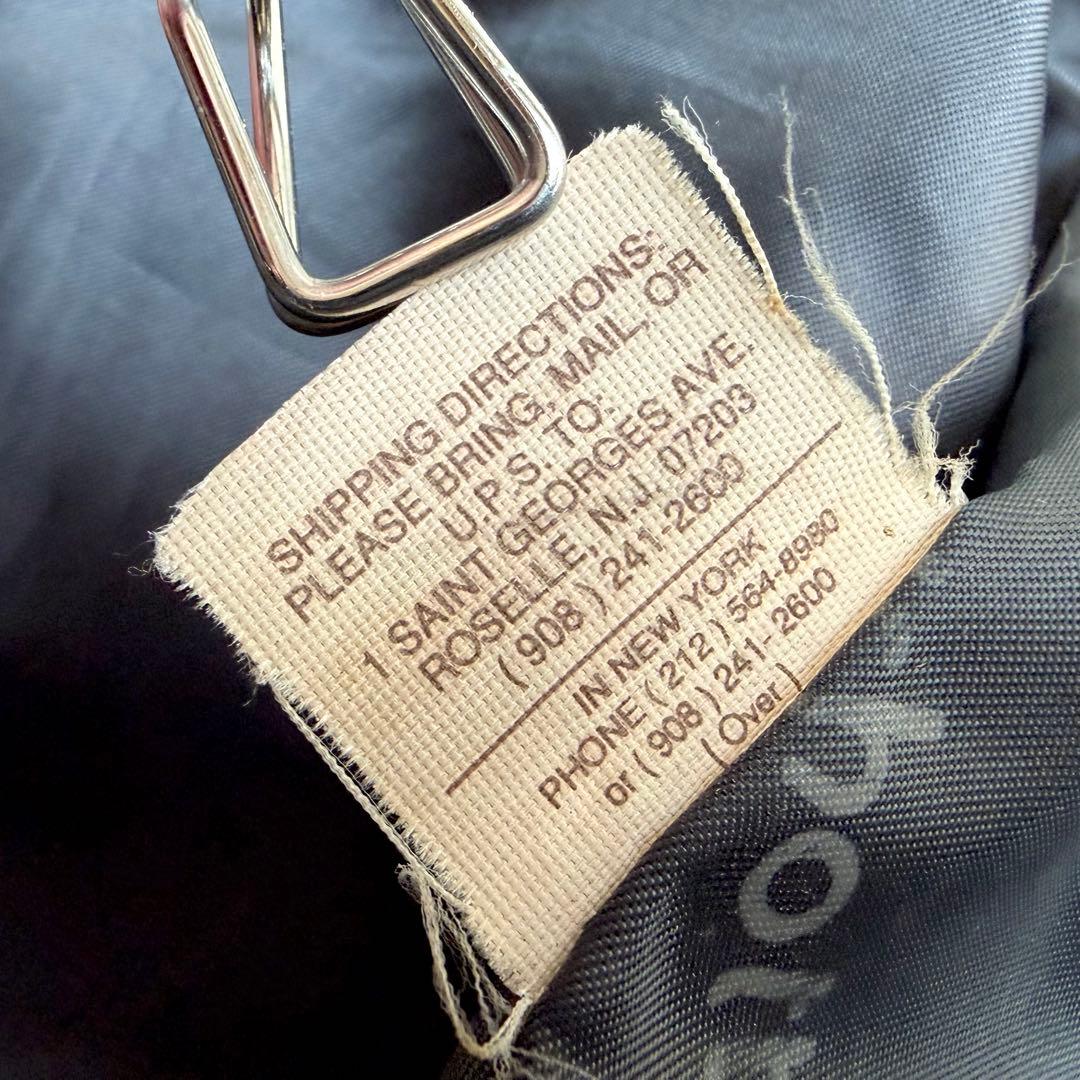 SHIPPING DIRECTIONS:
PLEASE BRING, MAIL, OR
U.P.S. TO:
1 SAINT GEORGES AVE.
ROSELLE, N.J. 07203
( 908 ) 241-2600
IN NEW YORK
PHONE ( 212 ) 564-8980
or ( 908 ) 241- 2600
( Over )